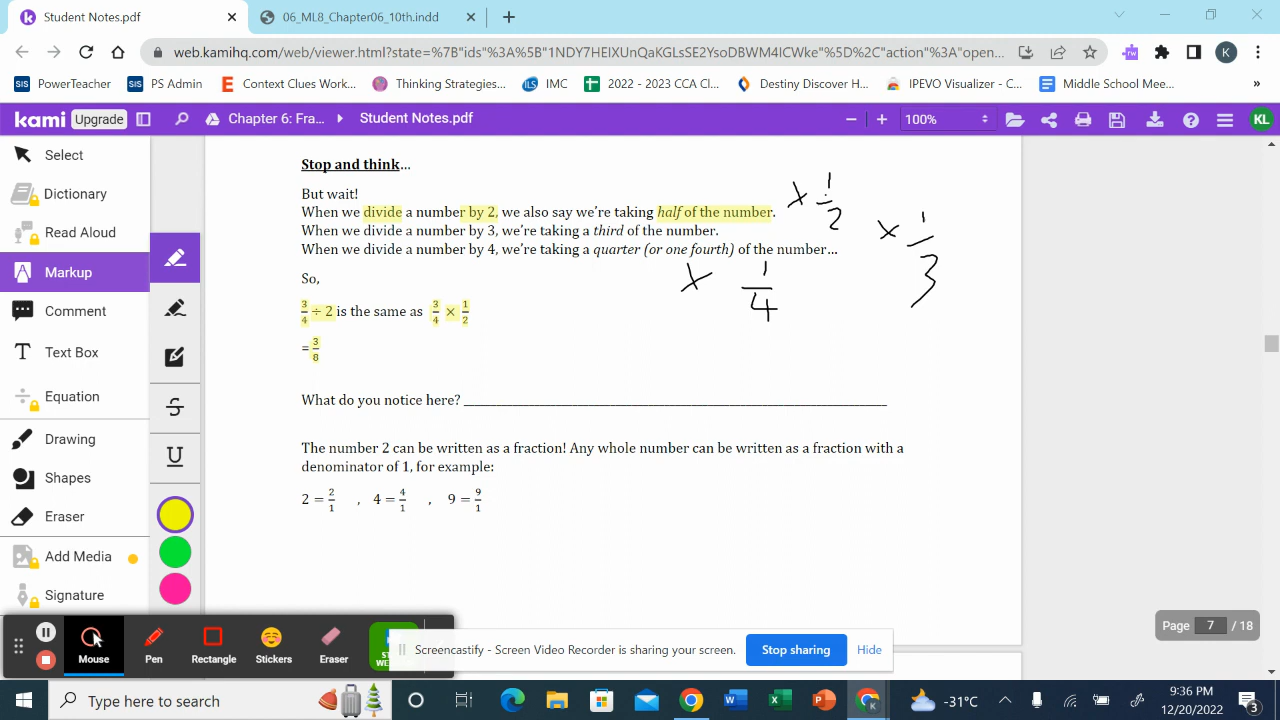 Student Notes.pdf
06_ML8_Chapter06_10th.indd
web.kamihq.com/web/viewer.html?state=%7B"ids"%3A%5B"1NDY7HEIXUnQaKGLsSE2YsoDBWM4ICWke"%5D%2C"action"%3A"open...
K
SIS PowerTeacher
SIS PS Admin
E Context Clues Work...
Thinking Strategies...
ILS IMC
2022 - 2023 CCA Cl...
Destiny Discover H...
IPEVO Visualizer - C...
Middle School Mee...
»
kami Upgrade
Chapter 6: Fra...
Student Notes.pdf
100%
KL
Select
Dictionary
Read Aloud
Markup
Comment
Text Box
Equation
Drawing
Shapes
Eraser
Add Media
Signature
Stop and think...
But wait!
When we divide a number by 2, we also say we're taking half of the number.
× 1/2
When we divide a number by 3, we're taking a third of the number.
× 1/3
When we divide a number by 4, we're taking a quarter (or one fourth) of the number...
× 1/4
So,
3/4 ÷ 2 is the same as 3/4 × 1/2
= 3/8
What do you notice here? ____________
The number 2 can be written as a fraction! Any whole number can be written as a fraction with a
denominator of 1, for example:
2 = 2/1 , 4 = 4/1 , 9 = 9/1
Page 7 / 18
Mouse
Pen
Rectangle
Stickers
Eraser
Screencastify - Screen Video Recorder is sharing your screen.
Stop sharing
Hide
Type here to search
-31°C
9:36 PM
12/20/2022
3